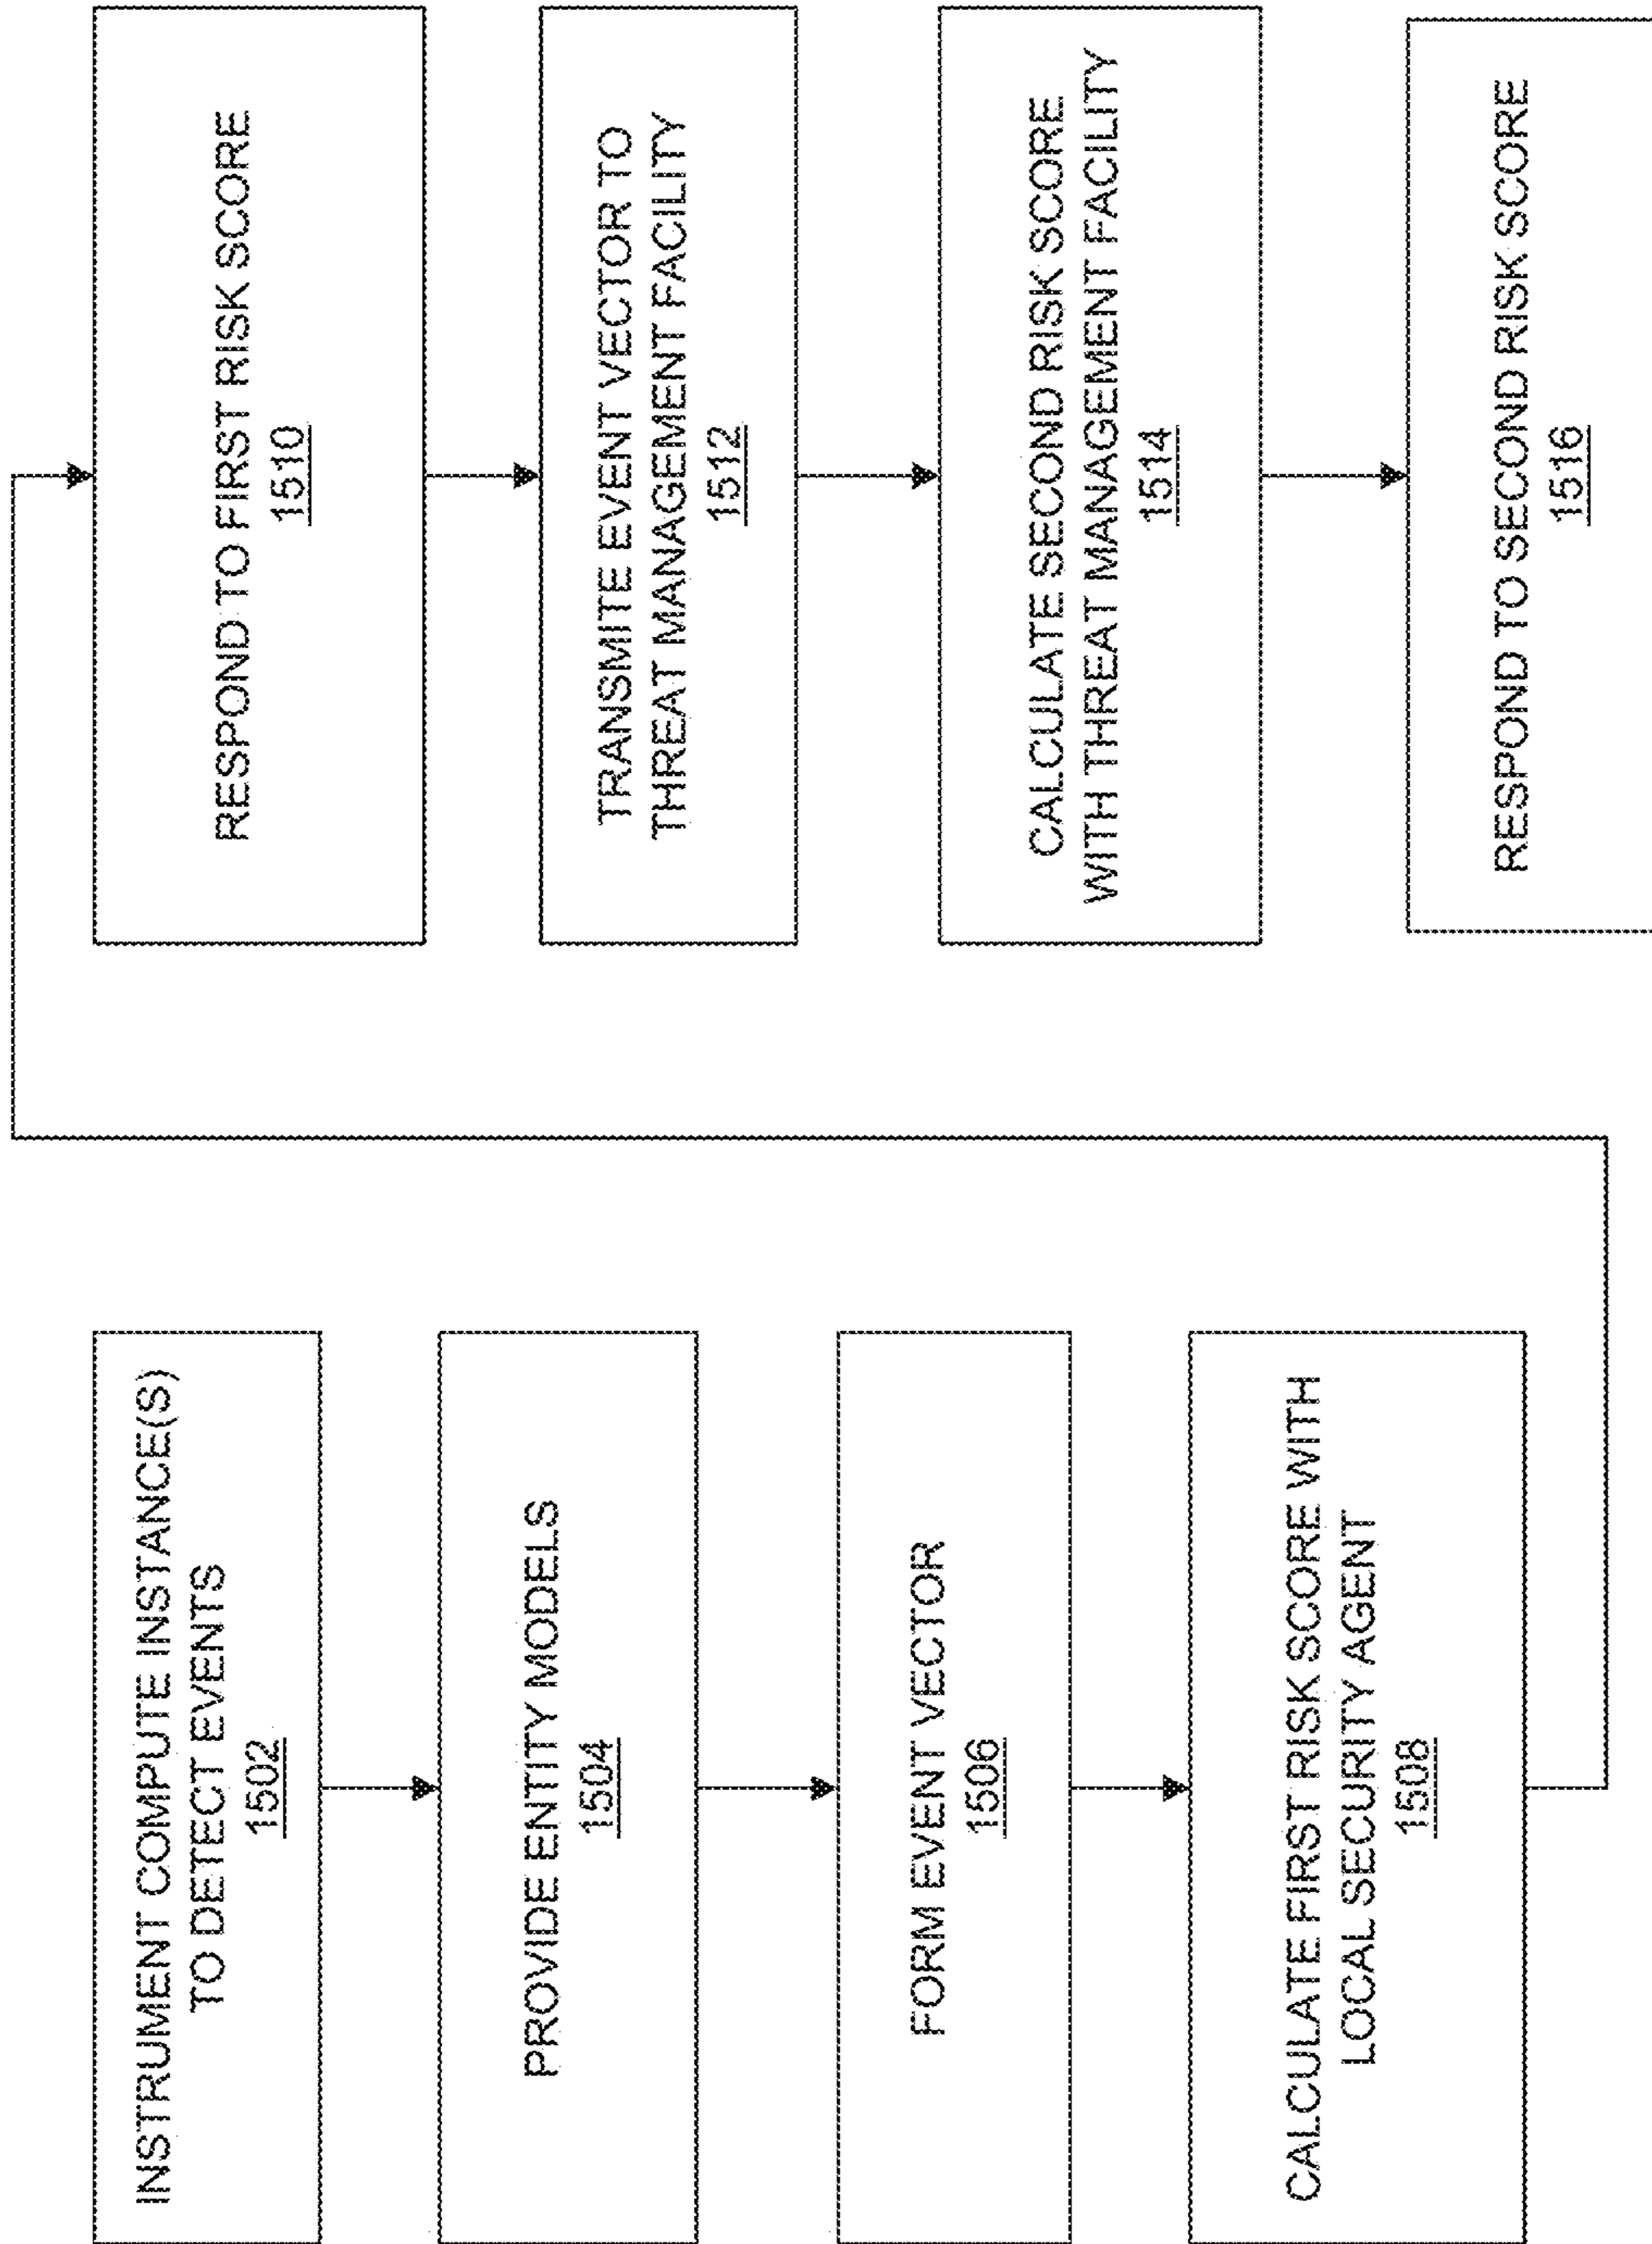 INSTRUMENT COMPUTE INSTANCE(S)
TO DETECT EVENTS
1502
PROVIDE ENTITY MODELS
1504
FORM EVENT VECTOR
1506
CALCULATE FIRST RISK SCORE WITH
LOCAL SECURITY AGENT
1508
RESPOND TO FIRST RISK SCORE
1510
TRANSMITE EVENT VECTOR TO
THREAT MANAGEMENT FACILITY
1512
CALCULATE SECOND RISK SCORE
WITH THREAT MANAGEMENT FACILITY
1514
RESPOND TO SECOND RISK SCORE
1516